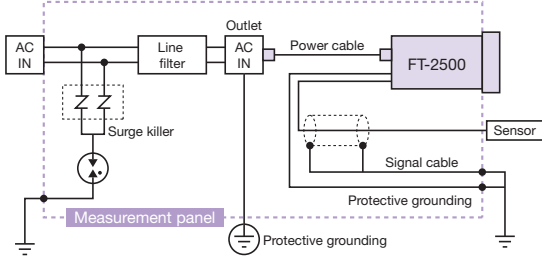 Outlet
AC
IN
Line
filter
AC
IN
Power cable
FT-2500
Surge killer
Sensor
Signal cable
Protective grounding
Measurement panel
Protective grounding